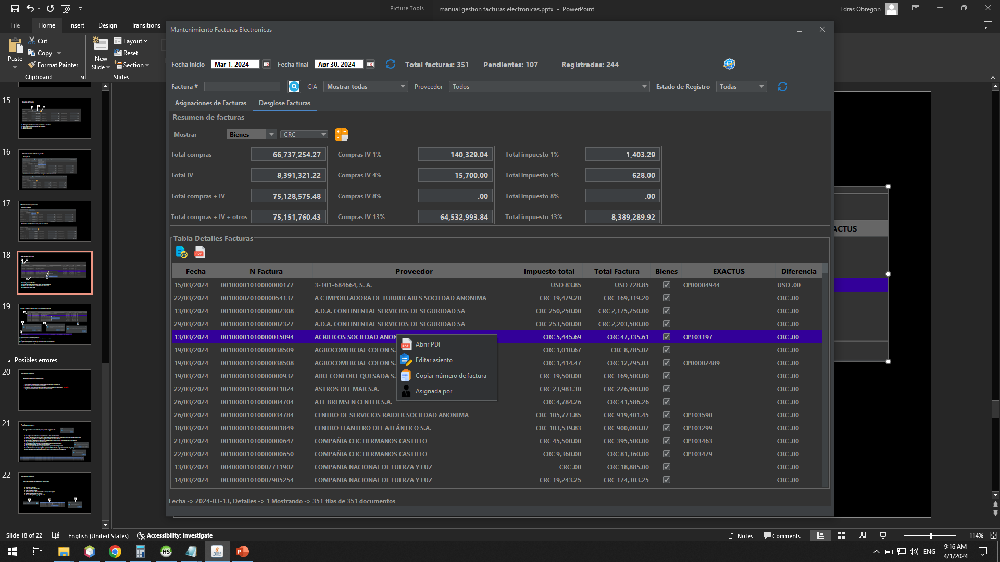 Picture Tools
manual gestion facturas electronicas.pptx - PowerPoint
Edras Obregon
File Home Insert Design Transitions
Paste
Cut
Copy
Format Painter
Clipboard
New Slide
Layout
Reset
Section
Slides
15
16
17
18
19
Posibles errores
20
21
22
Mantenimiento Facturas Electronicas
Fecha inicio Mar 1, 2024 Fecha final Apr 30, 2024 Total facturas: 351 Pendientes: 107 Registradas: 244
Factura # CIA Mostrar todas Proveedor Todos Estado de Registro Todas
Asignaciones de Facturas Desglose Facturas
Resumen de facturas
Mostrar Bienes CRC
Total compras 66,737,254.27 Compras IV 1% 140,329.04 Total impuesto 1% 1,403.29
Total IV 8,391,321.22 Compras IV 4% 15,700.00 Total impuesto 4% 628.00
Total compras + IV 75,128,575.48 Compras IV 8% .00 Total impuesto 8% .00
Total compras + IV + otros 75,151,760.43 Compras IV 13% 64,532,993.84 Total impuesto 13% 8,389,289.92
Tabla Detalles Facturas
PDF
Fecha N Factura Proveedor Impuesto total Total Factura Bienes EXACTUS Diferencia
15/03/2024 00100001010000000177 3-101-684664, S. A. USD 83.85 USD 728.85 CP00004944 USD .00
22/03/2024 00100002010000054137 A C IMPORTADORA DE TURRUCARES SOCIEDAD ANONIMA CRC 19,479.20 CRC 169,319.20 CRC .00
13/03/2024 00100001010000002308 A.D.A. CONTINENTAL SERVICIOS DE SEGURIDAD SA CRC 250,250.00 CRC 2,175,250.00 CRC .00
29/03/2024 00100001010000002327 A.D.A. CONTINENTAL SERVICIOS DE SEGURIDAD SA CRC 253,500.00 CRC 2,203,500.00 CRC .00
13/03/2024 00100001010000015094 ACRILICOS SOCIEDAD ANON CRC 5,445.69 CRC 47,335.61 CP103197 CRC .00
19/03/2024 00100001010000038509 AGROCOMERCIAL COLON S. CRC 1,010.67 CRC 8,785.02 CRC .00
19/03/2024 00100001010000038508 AGROCOMERCIAL COLON S. CRC 1,414.47 CRC 12,295.03 CP00002489 CRC .00
19/03/2024 00100001010000000932 AIRE CONFORT QUESADA S. CRC 19,500.00 CRC 169,500.00 CRC .00
22/03/2024 00100001010000011024 ASTROS DEL MAR S.A. CRC 23,981.30 CRC 226,900.00 CRC .00
26/03/2024 00100001010000004704 ATE BREMSEN CENTER S.A. CRC 4,784.26 CRC 41,586.26 CRC .00
26/03/2024 00100001010000034784 CENTRO DE SERVICIOS RAIDER SOCIEDAD ANONIMA CRC 105,771.85 CRC 919,401.45 CP103590 CRC .00
18/03/2024 00100001010000001849 CENTRO LLANTERO DEL ATLÁNTICO S.A. CRC 103,539.83 CRC 900,000.07 CP103299 CRC .00
21/03/2024 00100001010000000647 COMPAÑIA CHC HERMANOS CASTILLO CRC 45,500.00 CRC 395,500.00 CP103463 CRC .00
22/03/2024 00100001010000000650 COMPAÑIA CHC HERMANOS CASTILLO CRC 9,360.00 CRC 81,360.00 CP103479 CRC .00
13/03/2024 00400001010007711902 COMPANIA NACIONAL DE FUERZA Y LUZ CRC .00 CRC 18,885.00 CRC .00
14/03/2024 00300001010007905254 COMPANIA NACIONAL DE FUERZA Y LUZ CRC 19,243.25 CRC 174,303.25 CRC .00
PDF Abrir PDF
Editar asiento
Copiar número de factura
Asignada por
Fecha -> 2024-03-13, Detalles -> 1 Mostrando -> 351 filas de 351 documentos
ACTUS
Slide 18 of 22 English (United States) Accessibility: Investigate Notes Comments 114%
HS
P
ENG
9:16 AM
4/1/2024